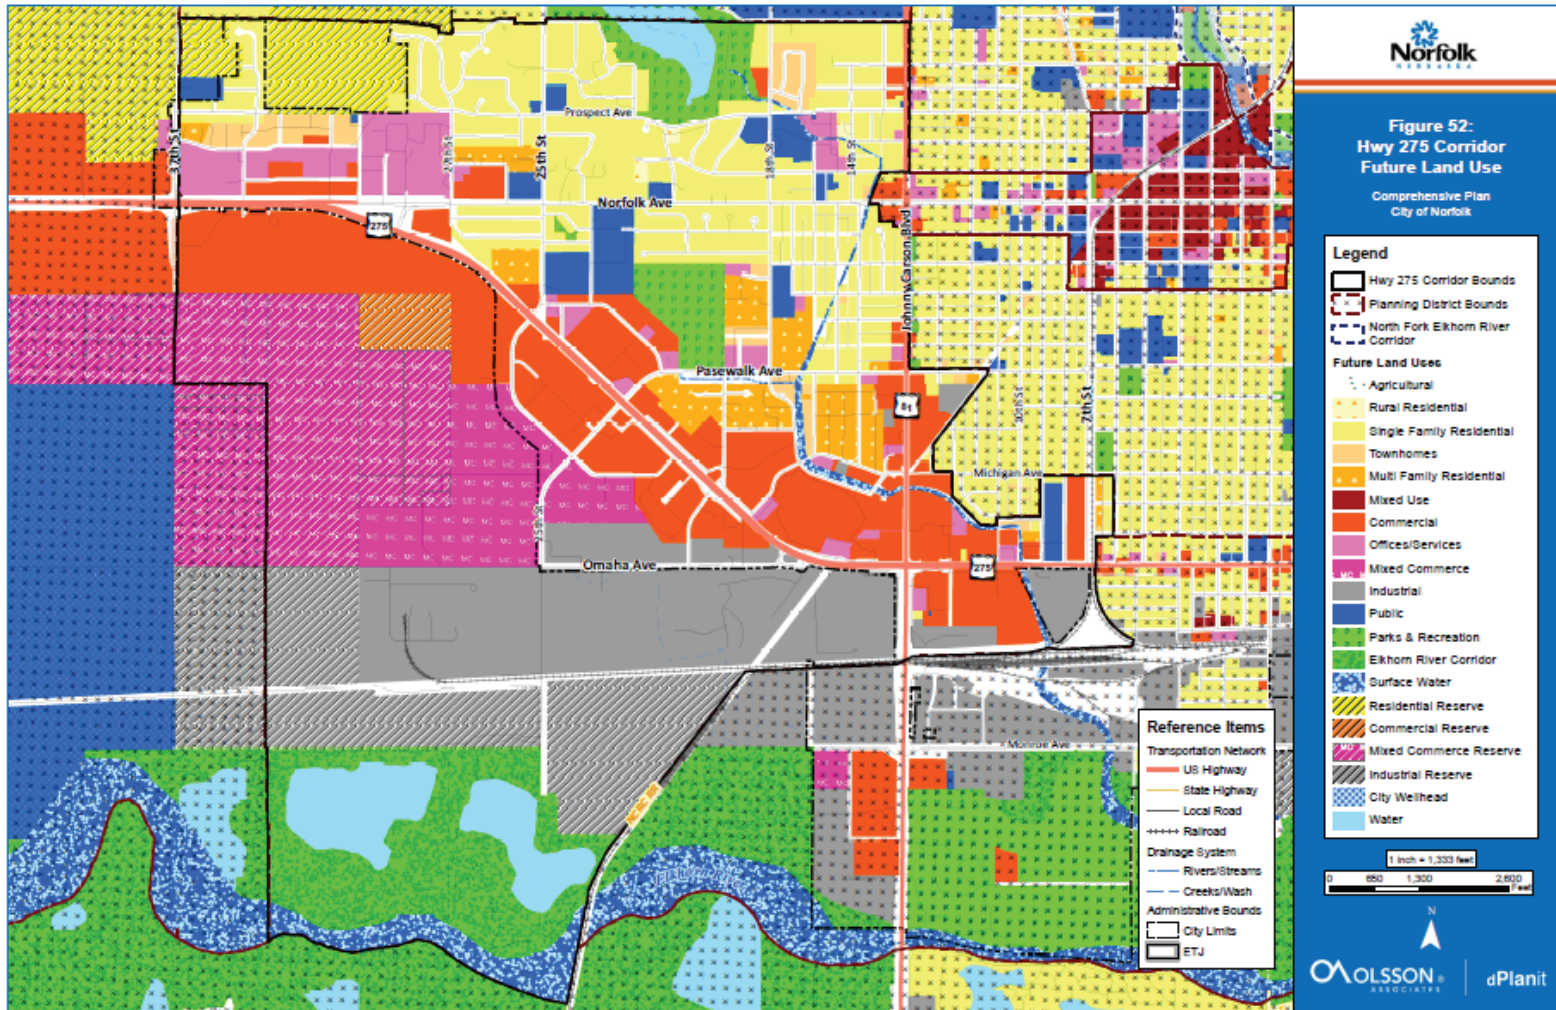 Prospect Ave
37th St
27th St
25th St
18th St
14th St
Norfolk Ave
275
Johnny Carson Blvd
Pasewalk Ave
81
10th St
7th St
Michigan Ave
25th St
Omaha Ave
275
Monroe Ave
MC
Norfolk
NEBRASKA
Figure 52:
Hwy 275 Corridor
Future Land Use
Comprehensive Plan
City of Norfolk
Legend
Hwy 275 Corridor Bounds
Planning District Bounds
North Fork Elkhorn River
Corridor
Future Land Uses
Agricultural
Rural Residential
Single Family Residential
Townhomes
Multi Family Residential
Mixed Use
Commercial
Offices/Services
Mixed Commerce
Industrial
Public
Parks & Recreation
Elkhorn River Corridor
Surface Water
Residential Reserve
Commercial Reserve
Mixed Commerce Reserve
Industrial Reserve
City Wellhead
Water
Reference Items
Transportation Network
US Highway
State Highway
Local Road
Railroad
Drainage System
Rivers/Streams
Creeks/Wash
Administrative Bounds
City Limits
ETJ
1 inch = 1,333 feet
0 650 1,300 2,600
Feet
N
OLSSON ®
ASSOCIATES
dPlanit